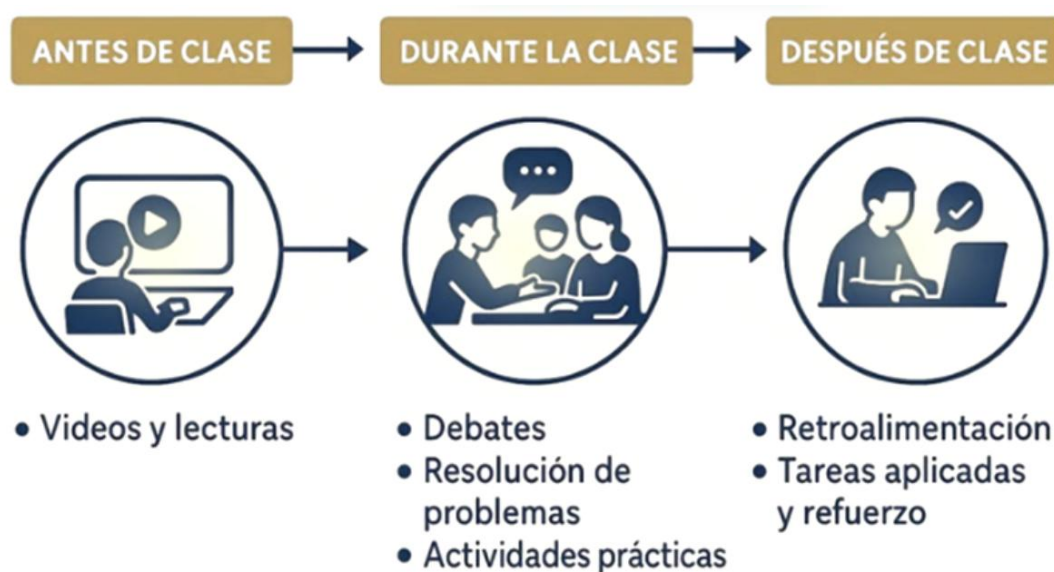 ANTES DE CLASE
DURANTE LA CLASE
DESPUÉS DE CLASE
• Videos y lecturas
• Debates
• Resolución de
problemas
• Actividades prácticas
• Retroalimentación
• Tareas aplicadas
y refuerzo